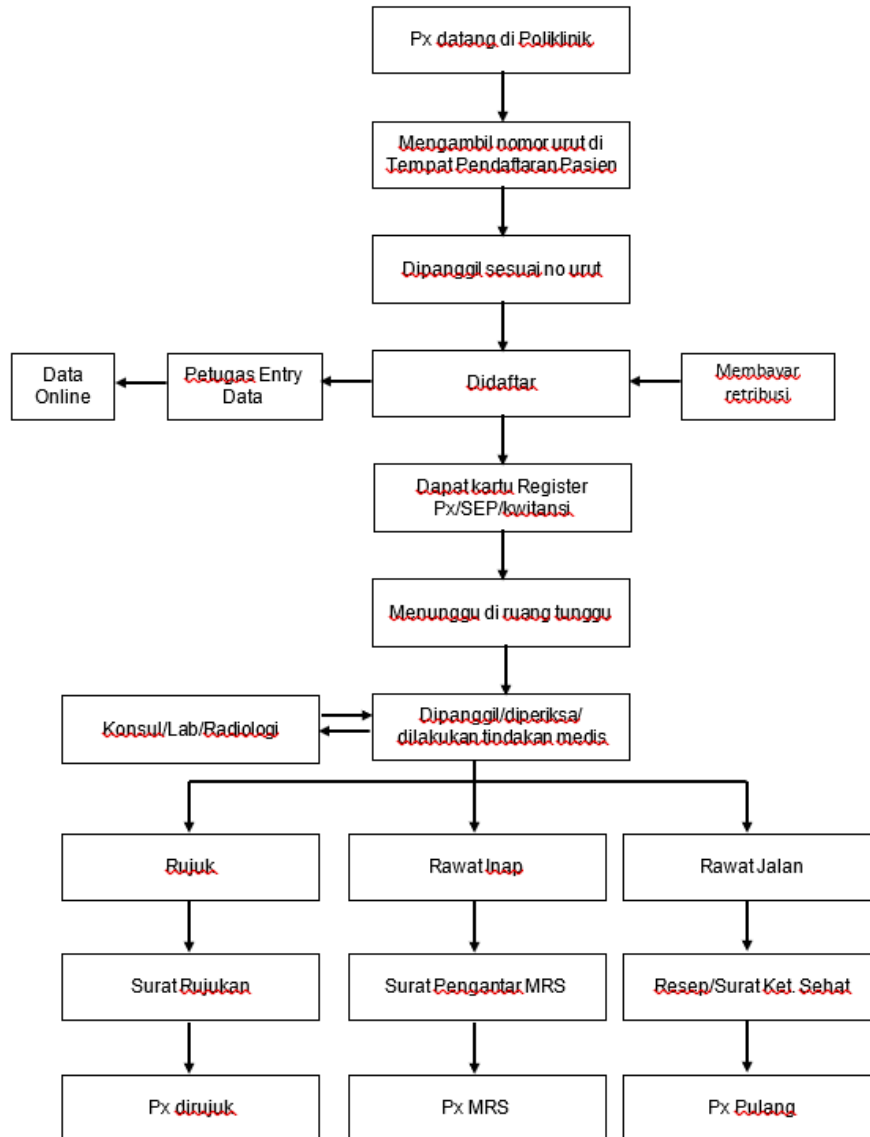 Px datang di Poliklinik
Mengambil nomor urut di
Tempat Pendaftaran Pasien
Dipanggil sesuai no urut
Data
Online
Petugas Entry
Data
Didaftar
Membayar
retribusi
Dapat kartu Register
Px/SEP/kwitansi
Menunggu di ruang tunggu
Konsul/Lab/Radiologi
Dipanggil/diperiksa/
dilakukan tindakan medis
Rujuk
Rawat Inap
Rawat Jalan
Surat Rujukan
Surat Pengantar MRS
Resep/Surat Ket. Sehat
Px dirujuk
Px MRS
Px Pulang